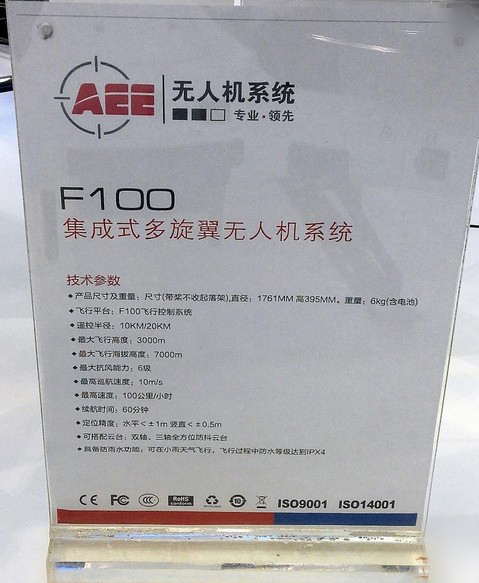 AEE 无人机系统
专业·领先
F100
集成式多旋翼无人机系统
技术参数
◆产品尺寸及重量：尺寸(带桨不收起落架),直径：1761MM 高395MM。重量：6kg(含电池)
◆飞行平台：F100飞行控制系统
◆遥控半径：10KM/20KM
◆最大飞行高度：3000m
◆最大飞行海拔高度：7000m
◆最大抗风能力：6级
◆最高巡航速度：10m/s
◆最高速度：100公里/小时
◆续航时间：60分钟
◆定位精度：水平＜±1m 竖直＜±0.5m
◆可搭配云台：双轴、三轴全方位防抖云台
◆具备防雨水功能：可在小雨天气飞行，飞行过程中防水等级达到IPX4
CE FC CCC RoHS 10 ISO9001 ISO14001